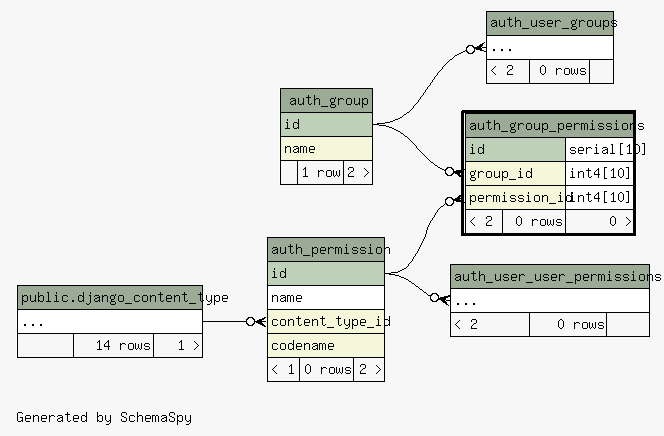 auth_user_groups
...
< 2 0 rows
auth_group
id
name
1 row 2 >
auth_group_permissions
id serial[10]
group_id int4[10]
permission_id int4[10]
< 2 0 rows 0 >
auth_permission
id
name
content_type_id
codename
< 1 0 rows 2 >
auth_user_user_permissions
...
< 2 0 rows
public.django_content_type
...
14 rows 1 >
Generated by SchemaSpy